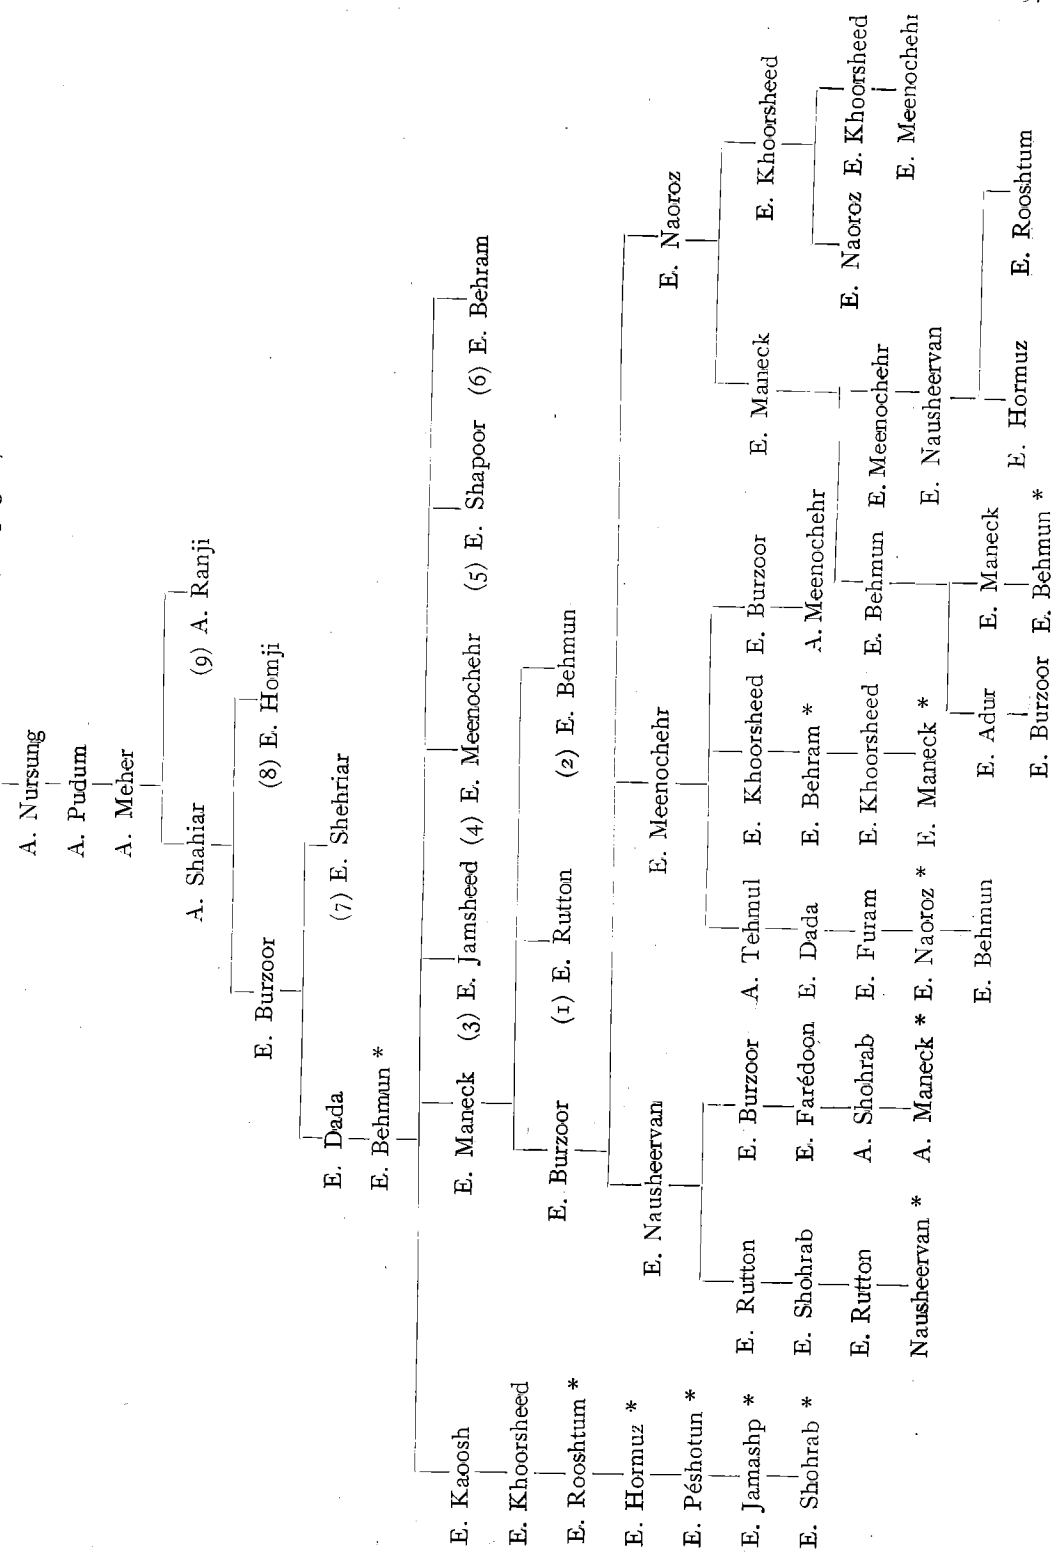 A. Nursung
A. Pudum
A. Meher
A. Shahiar (9) A. Ranji
E. Burzoor (8) E. Homji
E. Dada (7) E. Shehriar
E. Behmun *
E. Kaoosh E. Maneck (3) E. Jamsheed (4) E. Meenochehr (5) E. Shapoor (6) E. Behram
E. Khoorsheed E. Burzoor (1) E. Rutton (2) E. Behmun
E. Rooshtum *
E. Hormuz * E. Nausheervan E. Meenochehr E. Naoroz
E. Péshotun *
E. Jamashp * E. Rutton E. Burzoor A. Tehmul E. Khoorsheed E. Burzoor E. Maneck E. Khoorsheed
E. Shohrab * E. Shohrab E. Farédoon E. Dada E. Behram * A. Meenochehr
E. Rutton A. Shohrab E. Furam E. Khoorsheed E. Behmun E. Meenochehr E. Naoroz E. Khoorsheed
Nausheervan * A. Maneck * E. Naoroz * E. Maneck * E. Nausheervan E. Meenochehr
E. Behmun E. Adur E. Maneck
E. Hormuz E. Rooshtum
E. Burzoor E. Behmun *